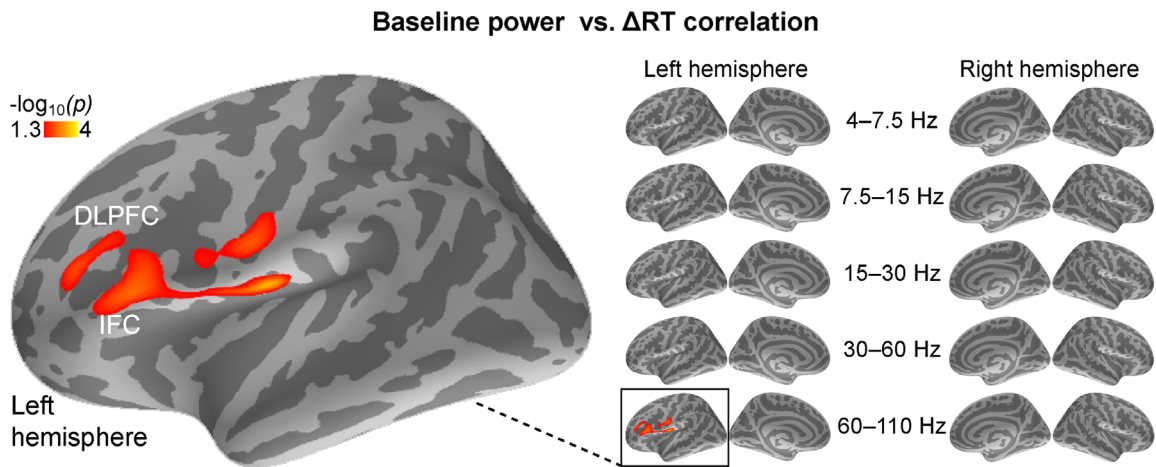 Baseline power vs. ΔRT correlation
-log10(p)
1.3 4
DLPFC
IFC
Left
hemisphere
Left hemisphere
Right hemisphere
4–7.5 Hz
7.5–15 Hz
15–30 Hz
30–60 Hz
60–110 Hz